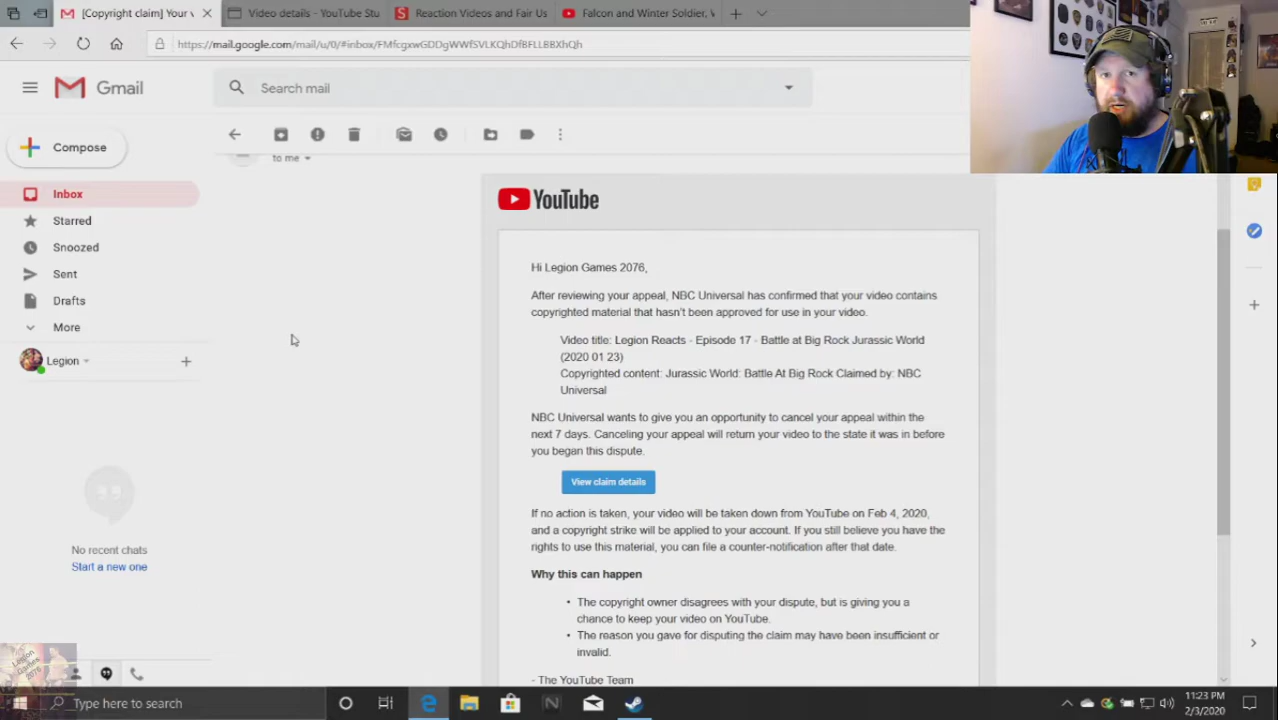 [Copyright claim] Your v
Video details - YouTube Stu
Reaction Videos and Fair Us
Falcon and Winter Soldier, W
https://mail.google.com/mail/u/0/#inbox/FMfcgxwGDDgWWfSVLKQhDfBFLLBBXhQh
Gmail
Search mail
Compose
to me
Inbox
Starred
Snoozed
Sent
Drafts
More
Legion
No recent chats
Start a new one
YouTube
Hi Legion Games 2076,
After reviewing your appeal, NBC Universal has confirmed that your video contains
copyrighted material that hasn't been approved for use in your video.
Video title: Legion Reacts - Episode 17 - Battle at Big Rock Jurassic World
(2020 01 23)
Copyrighted content: Jurassic World: Battle At Big Rock Claimed by: NBC
Universal
NBC Universal wants to give you an opportunity to cancel your appeal within the
next 7 days. Canceling your appeal will return your video to the state it was in before
you began this dispute.
View claim details
If no action is taken, your video will be taken down from YouTube on Feb 4, 2020,
and a copyright strike will be applied to your account. If you still believe you have the
rights to use this material, you can file a counter-notification after that date.
Why this can happen
• The copyright owner disagrees with your dispute, but is giving you a
chance to keep your video on YouTube.
• The reason you gave for disputing the claim may have been insufficient or
invalid.
- The YouTube Team
Legion
Games
2076
Type here to search
11:23 PM
2/3/2020